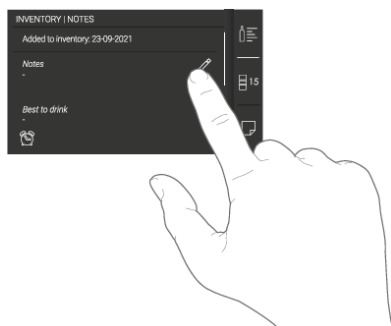 INVENTORY | NOTES
Added to inventory: 23-09-2021
Notes
-
15
Best to drink
-